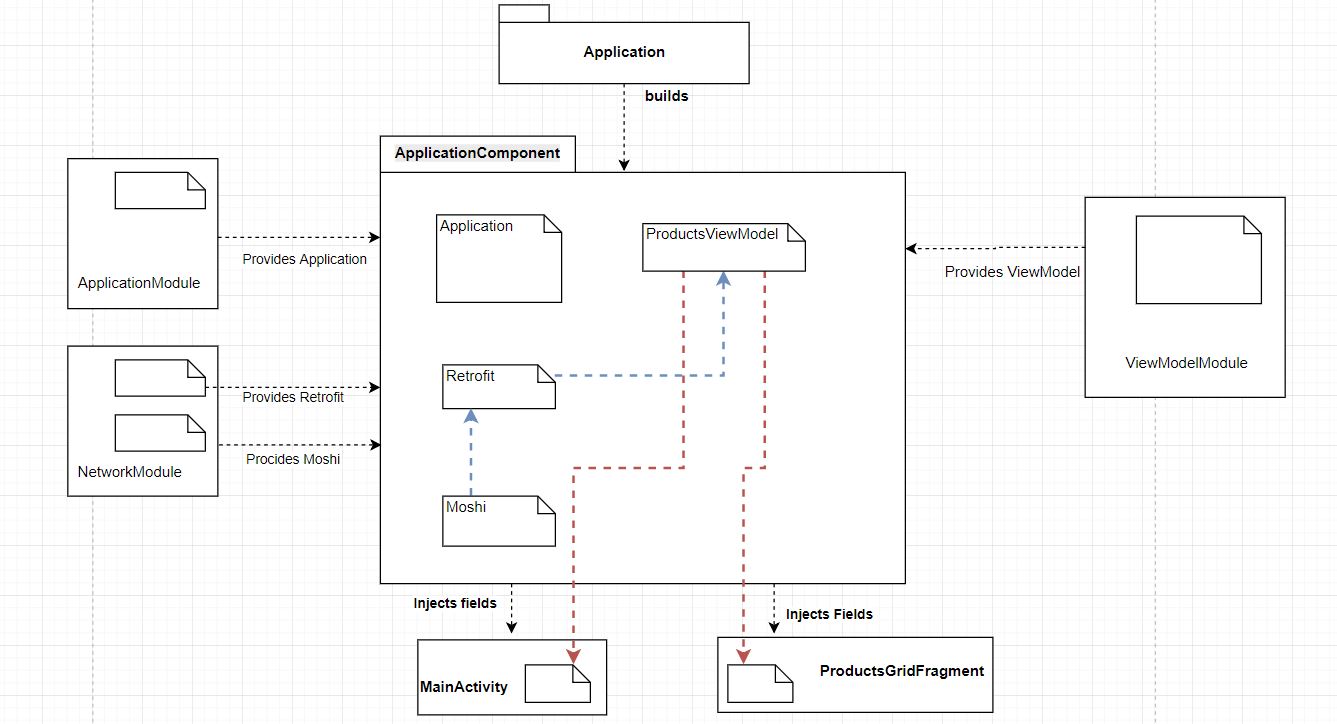 Application
builds
ApplicationComponent
Application
ProductsViewModel
Provides Application
ApplicationModule
Provides ViewModel
ViewModelModule
Retrofit
Provides Retrofit
Procides Moshi
NetworkModule
Moshi
Injects fields
Injects Fields
MainActivity
ProductsGridFragment